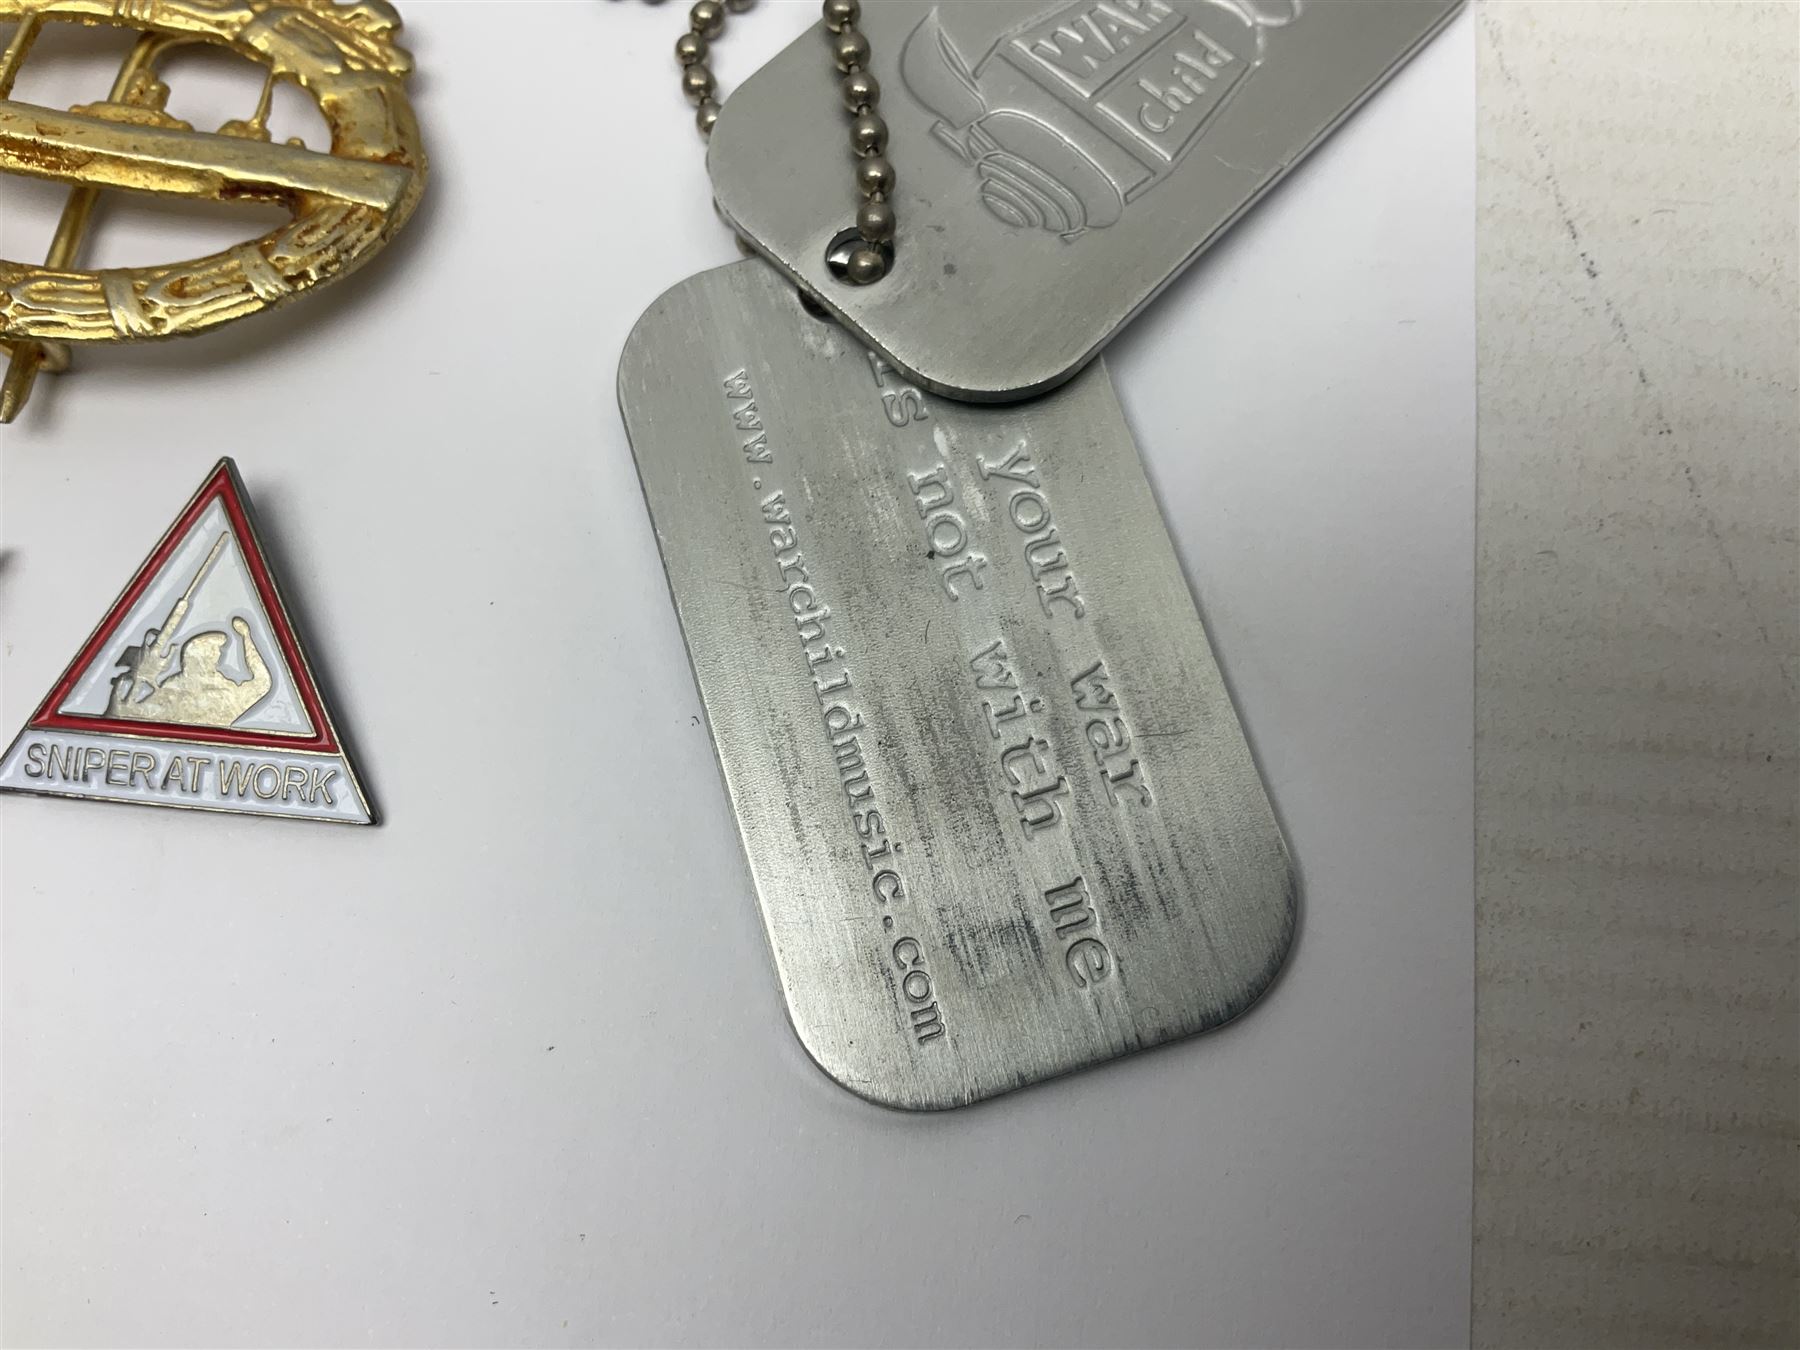 WAR
child
your war
is not with me
www.warchildmusic.com
SNIPER AT WORK